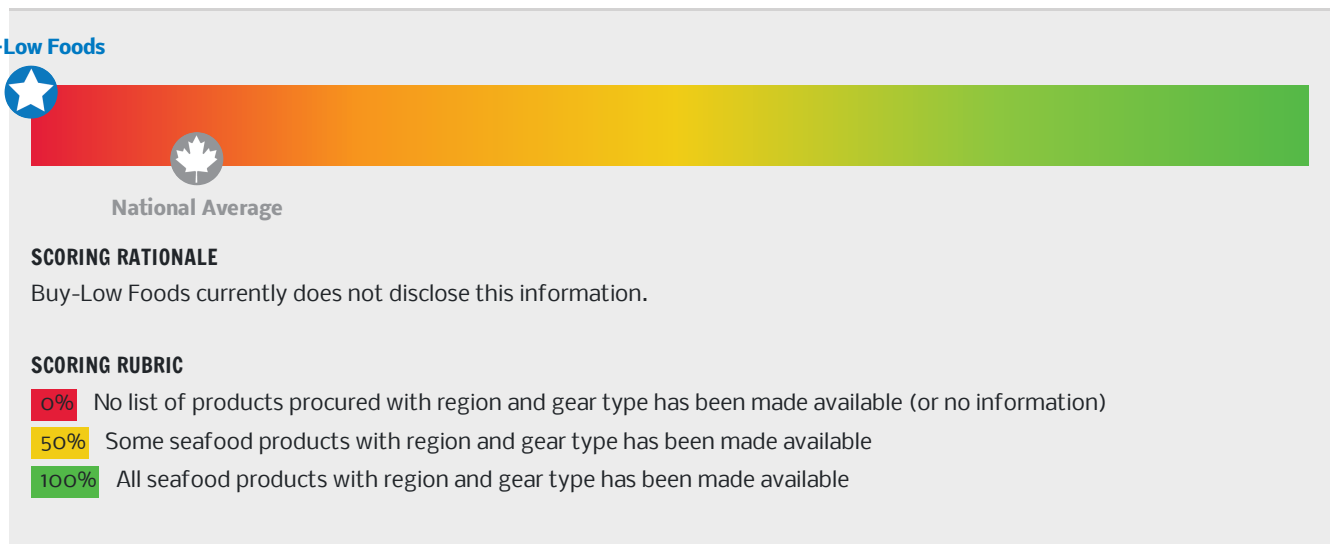 -Low Foods
National Average
SCORING RATIONALE
Buy-Low Foods currently does not disclose this information.
SCORING RUBRIC
0% No list of products procured with region and gear type has been made available (or no information)
50% Some seafood products with region and gear type has been made available
100% All seafood products with region and gear type has been made available